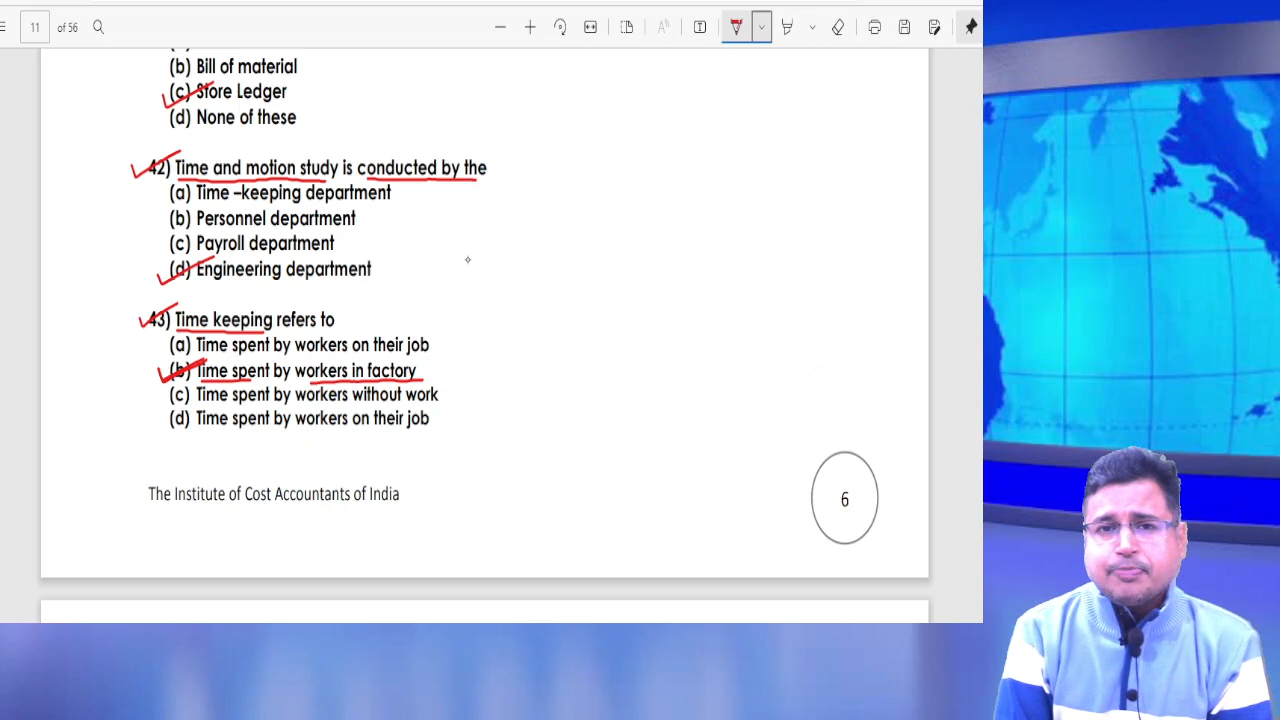 11 of 56
(b) Bill of material
(c) Store Ledger
(d) None of these
42) Time and motion study is conducted by the
(a) Time –keeping department
(b) Personnel department
(c) Payroll department
(d) Engineering department
43) Time keeping refers to
(a) Time spent by workers on their job
(b) Time spent by workers in factory
(c) Time spent by workers without work
(d) Time spent by workers on their job
The Institute of Cost Accountants of India
6